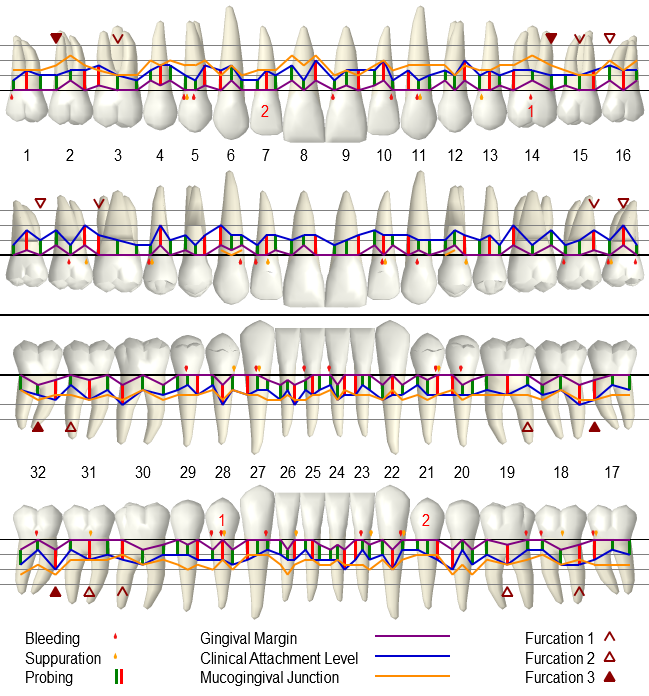 2 1
1 2 3 4 5 6 7 8 9 10 11 12 13 14 15 16
32 31 30 29 28 27 26 25 24 23 22 21 20 19 18 17
1 2
Bleeding Gingival Margin Furcation 1
Suppuration Clinical Attachment Level Furcation 2
Probing Mucogingival Junction Furcation 3